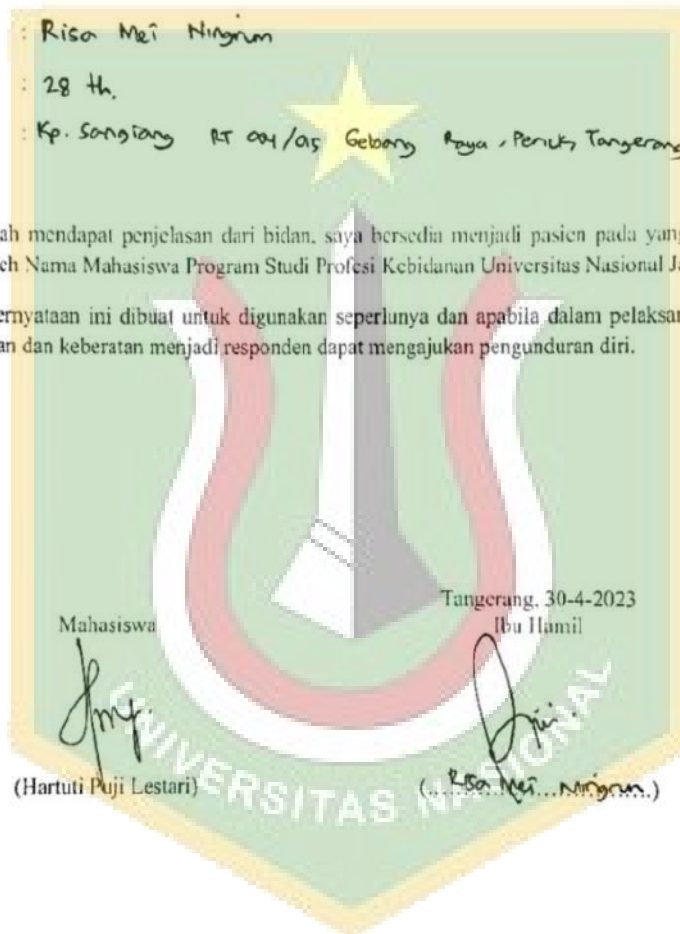 : Risa Mei Ningrum
: 28 th.
: Kp. Sangiang RT 004/015 Gebang Raya, Periuk, Tangerang
ah mendapat penjelasan dari bidan, saya bersedia menjadi pasien pada yang
ch Nama Mahasiswa Program Studi Profesi Kebidanan Universitas Nasional Ja
ernyataan ini dibuat untuk digunakan seperlunya dan apabila dalam pelaksan
an dan keberatan menjadi responden dapat mengajukan pengunduran diri.
Tangerang, 30-4-2023
Mahasiswa Ibu Hamil
(Hartuti Puji Lestari) (Risa Mei Ningrum)
UNIVERSITAS NASIONAL